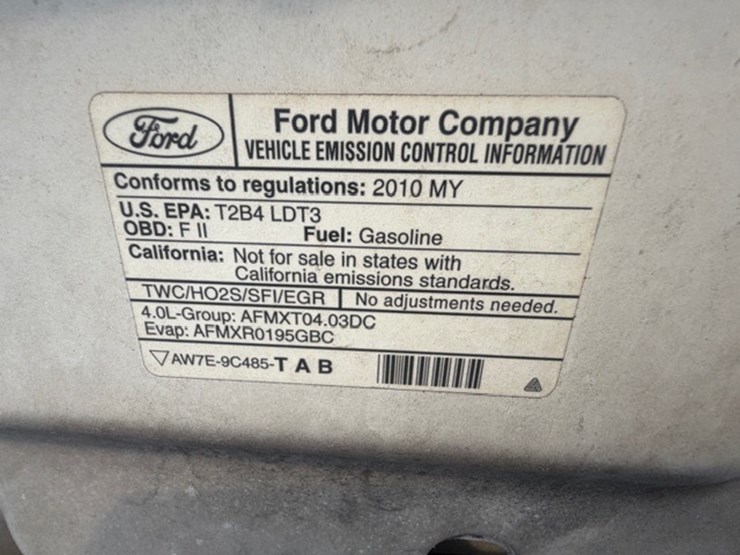 Ford
Ford Motor Company
VEHICLE EMISSION CONTROL INFORMATION
Conforms to regulations: 2010 MY
U.S. EPA: T2B4 LDT3
OBD: F II Fuel: Gasoline
California: Not for sale in states with
California emissions standards.
TWC/HO2S/SFI/EGR No adjustments needed.
4.0L-Group: AFMXT04.03DC
Evap: AFMXR0195GBC
AW7E-9C485-T A B